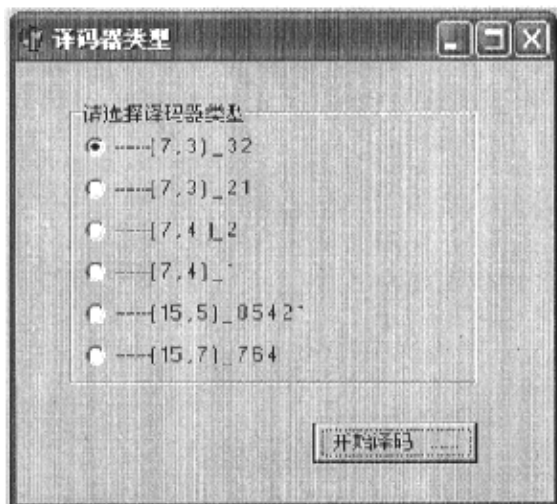 译码器类型
请选择译码器类型
----(7,3)_32
----(7,3)_21
----(7,4)_2
----(7,4)_
----(15,5)_85421
----(15,7)_764
开始译码 ......